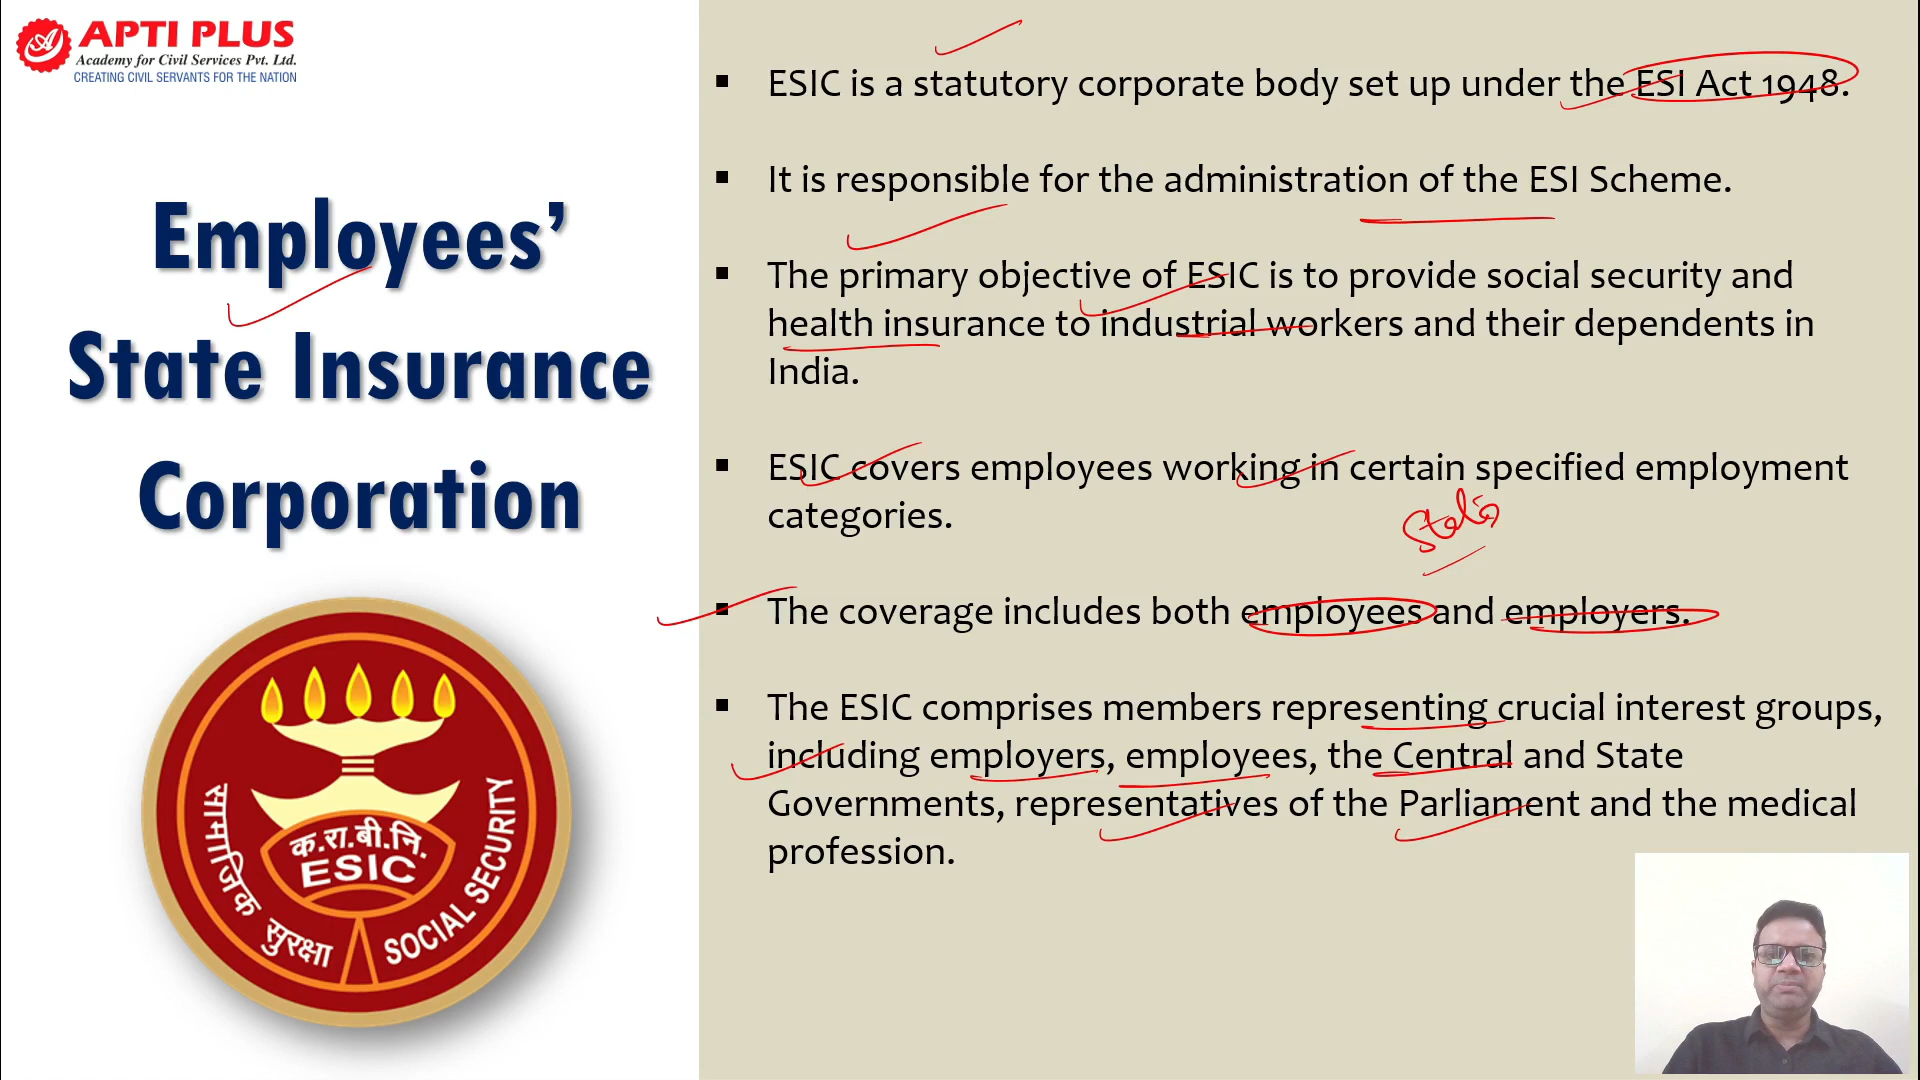 APTI PLUS
Academy for Civil Services Pvt. Ltd.
CREATING CIVIL SERVANTS FOR THE NATION
Employees’
State Insurance
Corporation
क.रा.बी.नि.
ESIC
सामाजिक सुरक्षा
SOCIAL SECURITY
▪ ESIC is a statutory corporate body set up under the ESI Act 1948.
▪ It is responsible for the administration of the ESI Scheme.
▪ The primary objective of ESIC is to provide social security and
health insurance to industrial workers and their dependents in
India.
▪ ESIC covers employees working in certain specified employment
categories.
▪ The coverage includes both employees and employers.
▪ The ESIC comprises members representing crucial interest groups,
including employers, employees, the Central and State
Governments, representatives of the Parliament and the medical
profession.